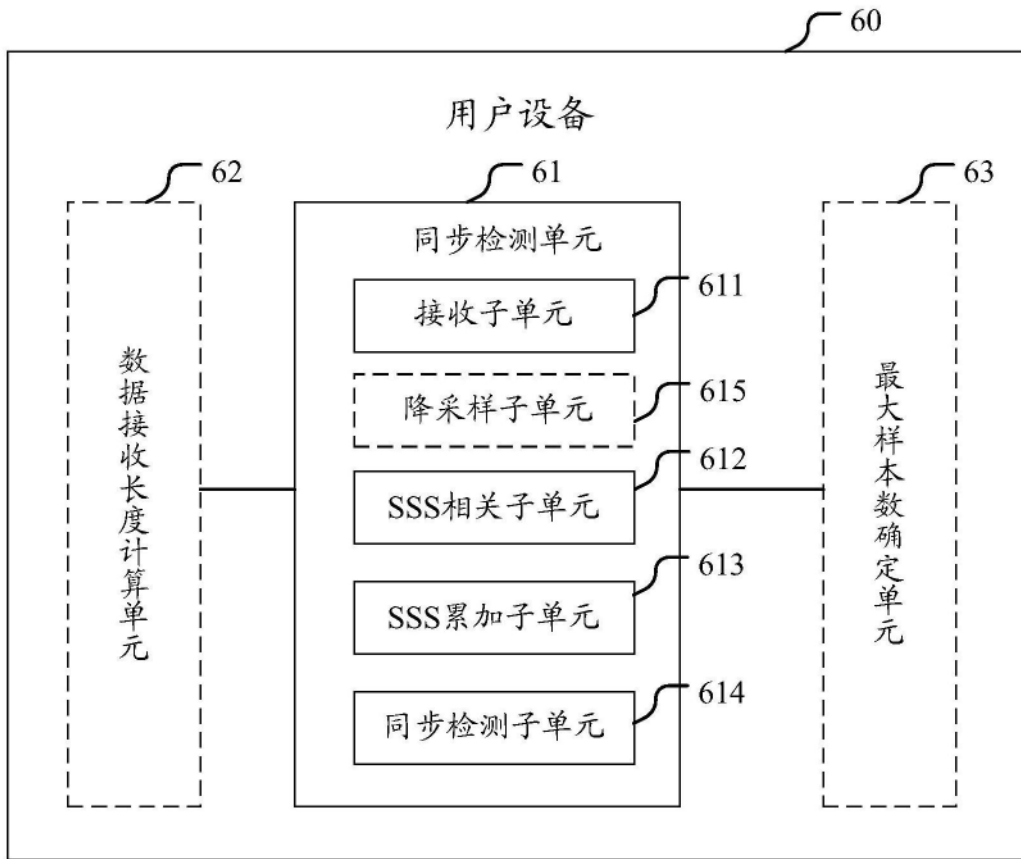 60
用户设备
62
61
63
同步检测单元
接收子单元
611
降采样子单元
615
SSS相关子单元
612
SSS累加子单元
613
同步检测子单元
614
数据接收长度计算单元
最大样本数确定单元